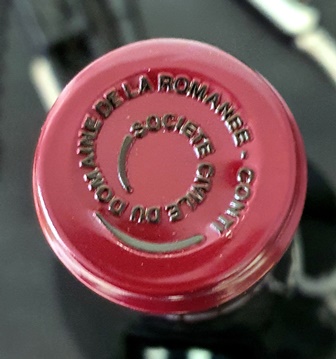 SOCIETE CIVILE DU DOMAINE DE LA ROMANEE - CONTI